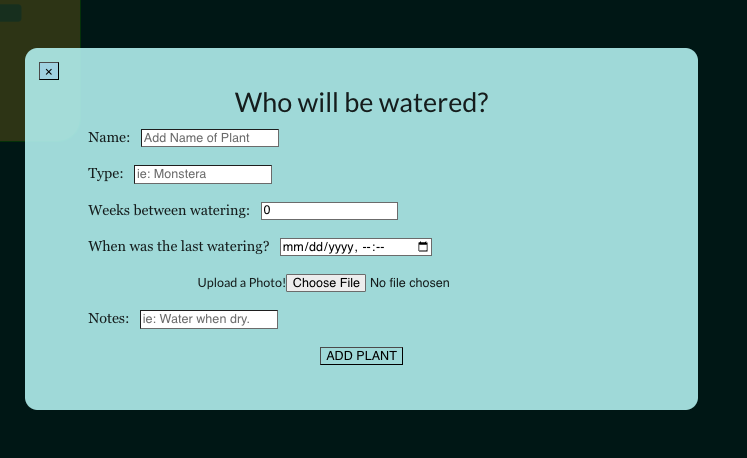 ×
Who will be watered?
Name: Add Name of Plant
Type: ie: Monstera
Weeks between watering: 0
When was the last watering? mm/dd/yyyy, --:--
Upload a Photo! Choose File No file chosen
Notes: ie: Water when dry.
ADD PLANT